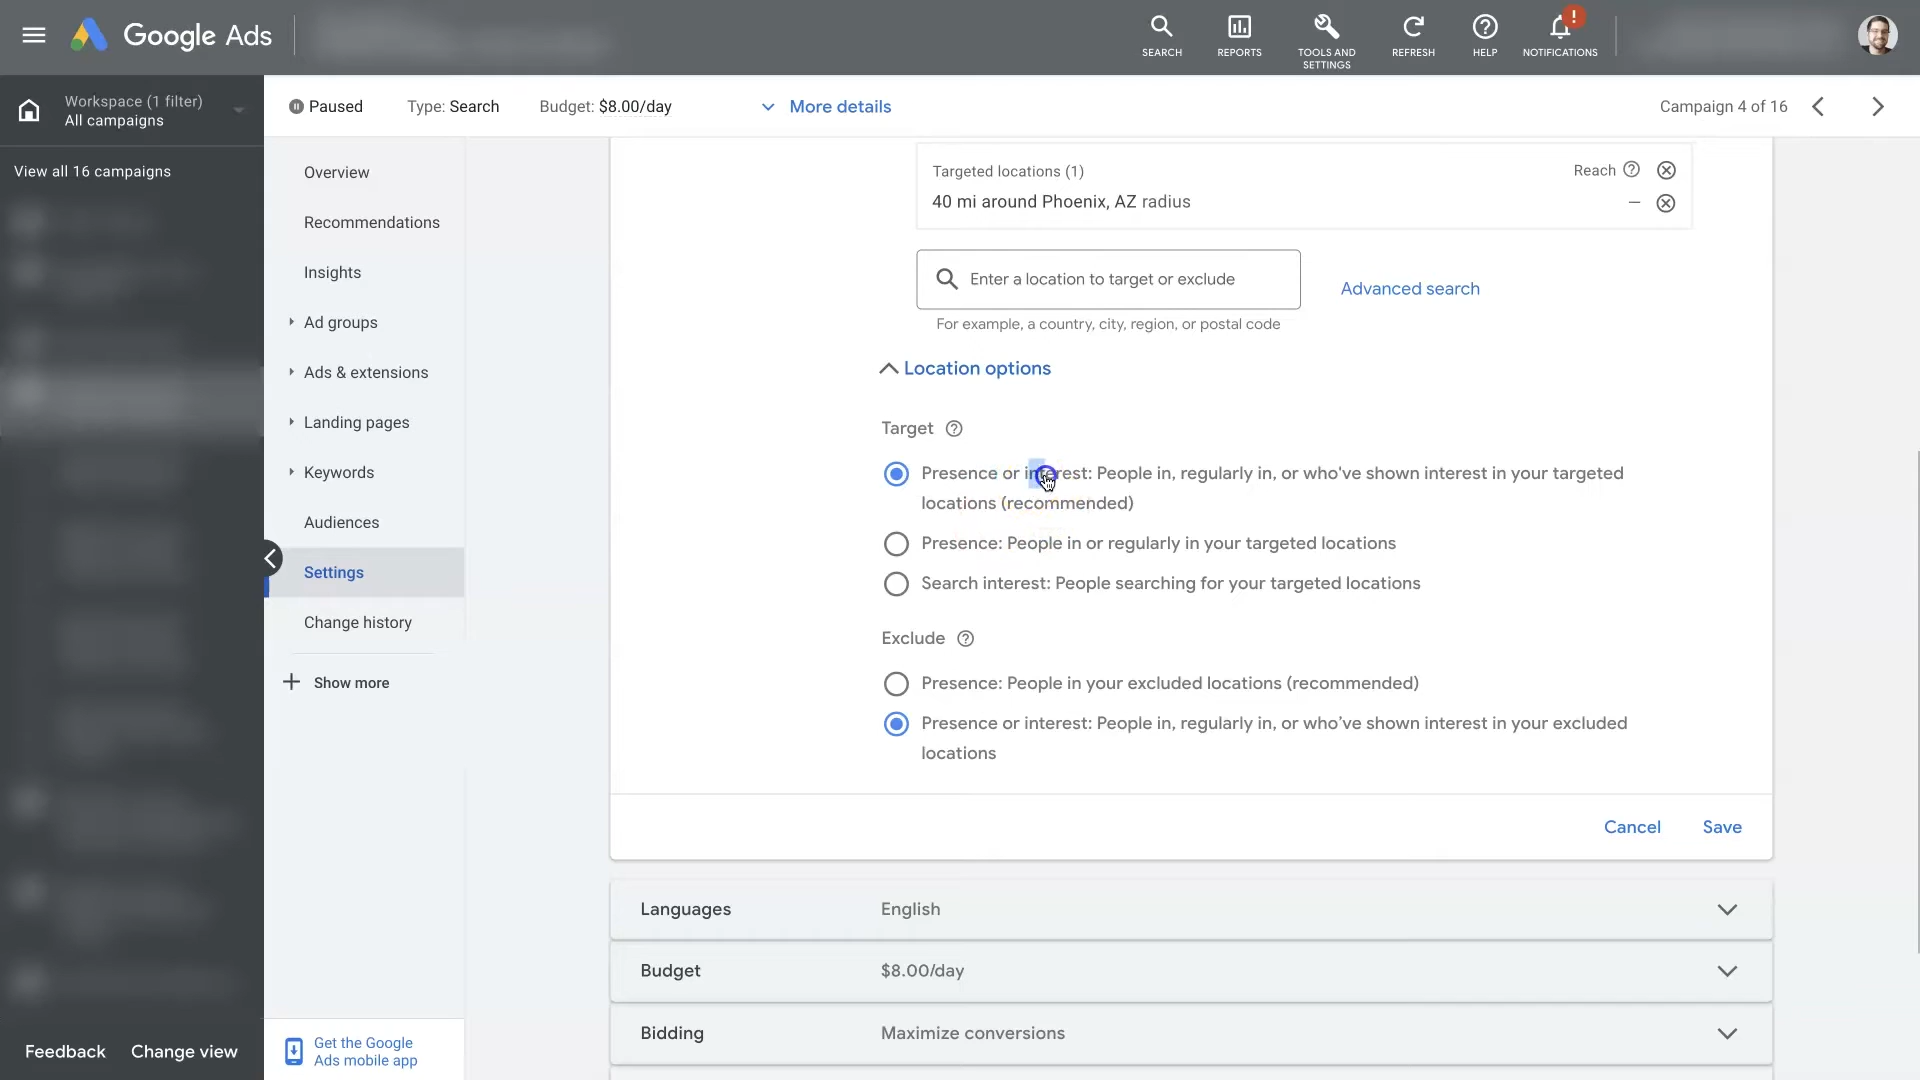 Google Ads
SEARCH
REPORTS
TOOLS AND
SETTINGS
REFRESH
HELP
!
NOTIFICATIONS
Workspace (1 filter)
All campaigns
Paused
Type: Search
Budget: $8.00/day
More details
Campaign 4 of 16
View all 16 campaigns
Overview
Recommendations
Insights
Ad groups
Ads & extensions
Landing pages
Keywords
Audiences
Settings
Change history
Show more
Get the Google
Ads mobile app
Feedback
Change view
Targeted locations (1)
Reach
40 mi around Phoenix, AZ radius
Enter a location to target or exclude
Advanced search
For example, a country, city, region, or postal code
Location options
Target
Presence or interest: People in, regularly in, or who've shown interest in your targeted
locations (recommended)
Presence: People in or regularly in your targeted locations
Search interest: People searching for your targeted locations
Exclude
Presence: People in your excluded locations (recommended)
Presence or interest: People in, regularly in, or who’ve shown interest in your excluded
locations
Cancel
Save
Languages
English
Budget
$8.00/day
Bidding
Maximize conversions